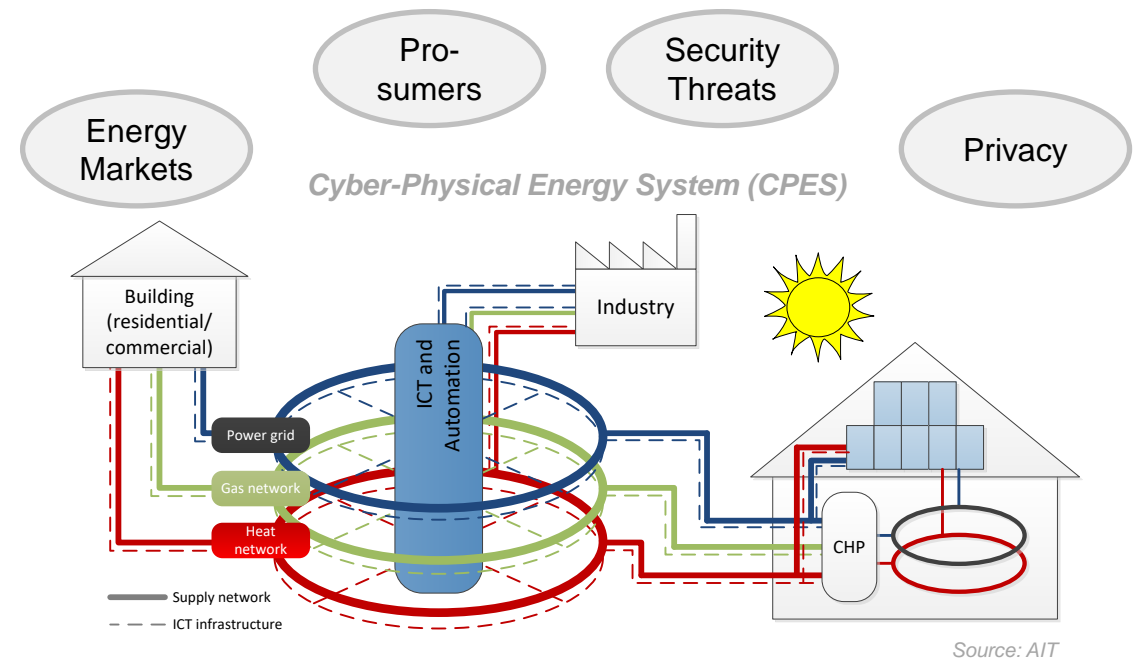 Pro-
sumers
Security
Threats
Energy
Markets
Privacy
Cyber-Physical Energy System (CPES)
Building
(residential/
commercial)
Industry
ICT and
Automation
Power grid
Gas network
Heat
network
CHP
Supply network
ICT infrastructure
Source: AIT